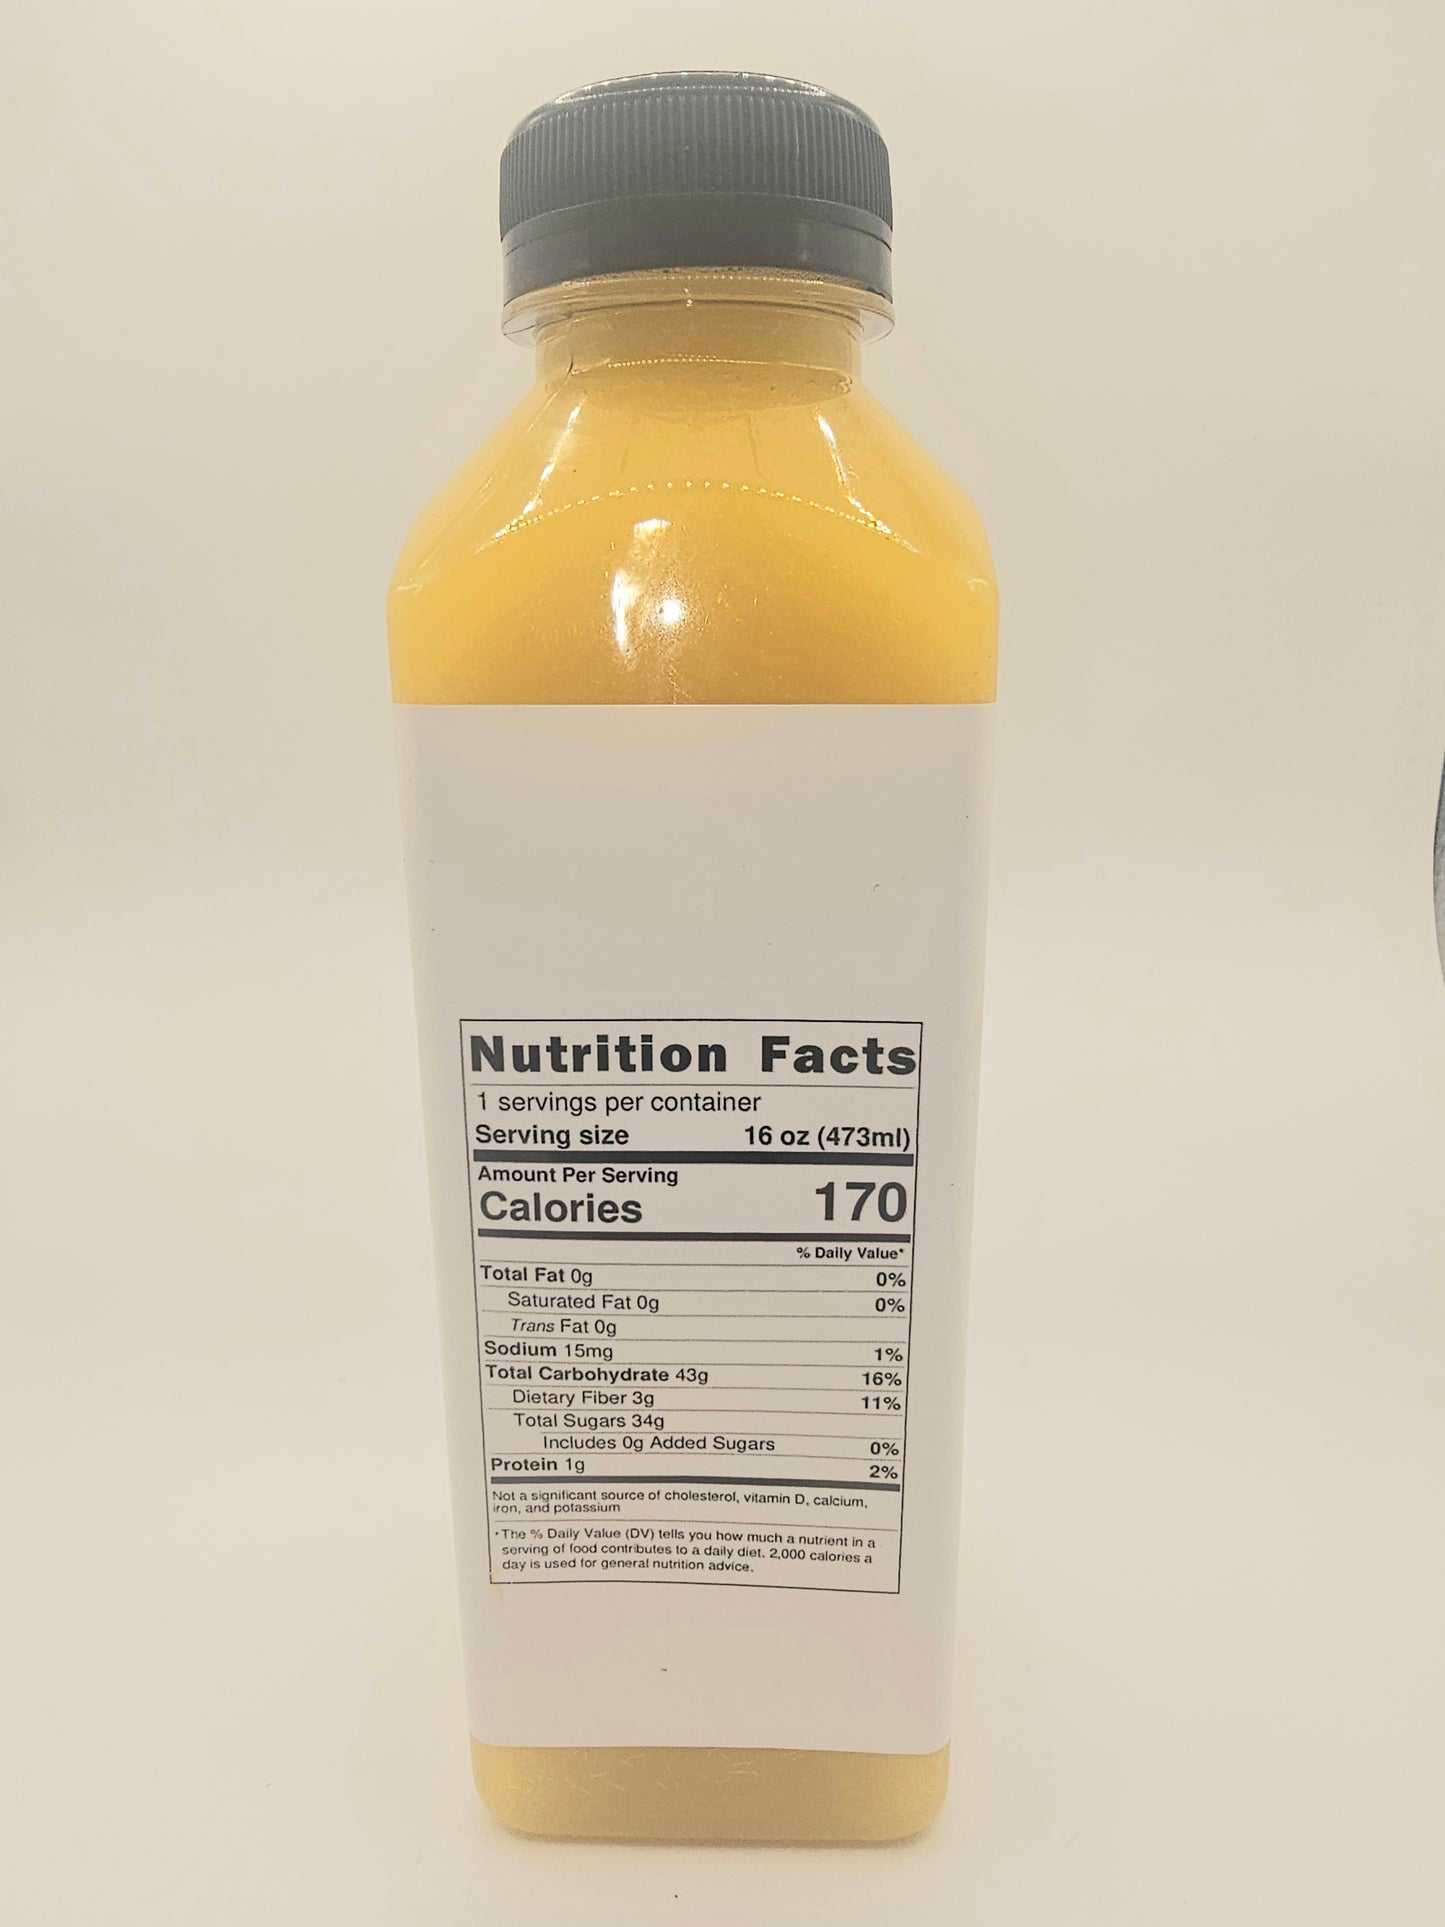 Nutrition Facts
1 servings per container
Serving size 16 oz (473ml)
Amount Per Serving
Calories 170
% Daily Value*
Total Fat 0g 0%
Saturated Fat 0g 0%
Trans Fat 0g
Sodium 15mg 1%
Total Carbohydrate 43g 16%
Dietary Fiber 3g 11%
Total Sugars 34g
Includes 0g Added Sugars 0%
Protein 1g 2%
Not a significant source of cholesterol, vitamin D, calcium,
iron, and potassium
*The % Daily Value (DV) tells you how much a nutrient in a
serving of food contributes to a daily diet. 2,000 calories a
day is used for general nutrition advice.